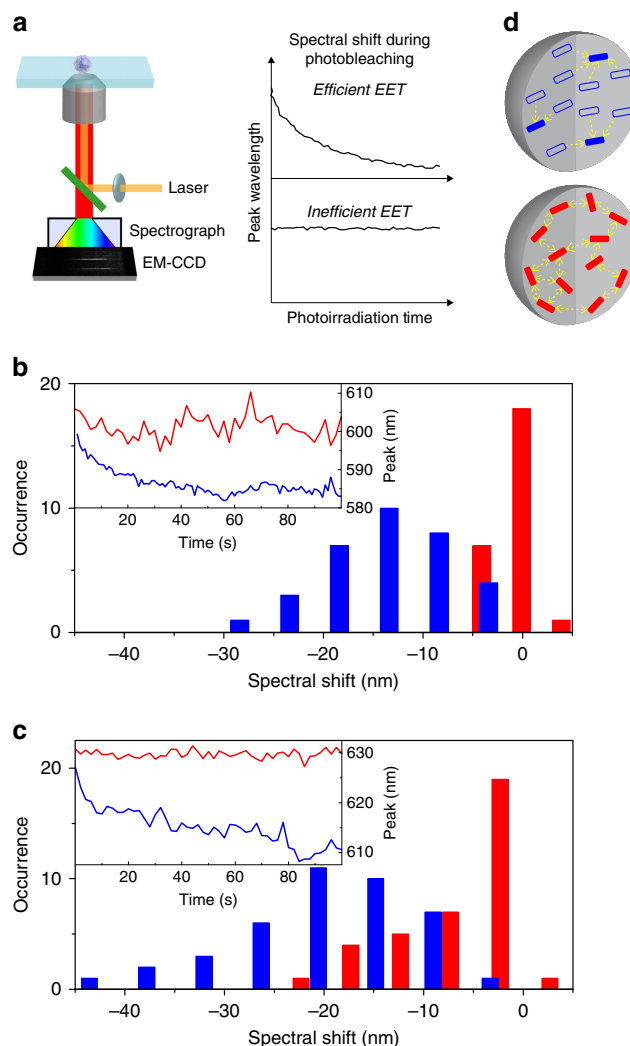 a
Laser
Spectrograph
EM-CCD
Spectral shift during
photobleaching
Efficient EET
Inefficient EET
Peak wavelength
Photoirradiation time
d
b
20
10
0
Occurrence
610
600
590
580
Peak (nm)
20 40 60 80
Time (s)
–40 –30 –20 –10 0
Spectral shift (nm)
c
20
10
0
Occurrence
630
620
610
Peak (nm)
0 20 40 60 80
Time (s)
–40 –30 –20 –10 0
Spectral shift (nm)